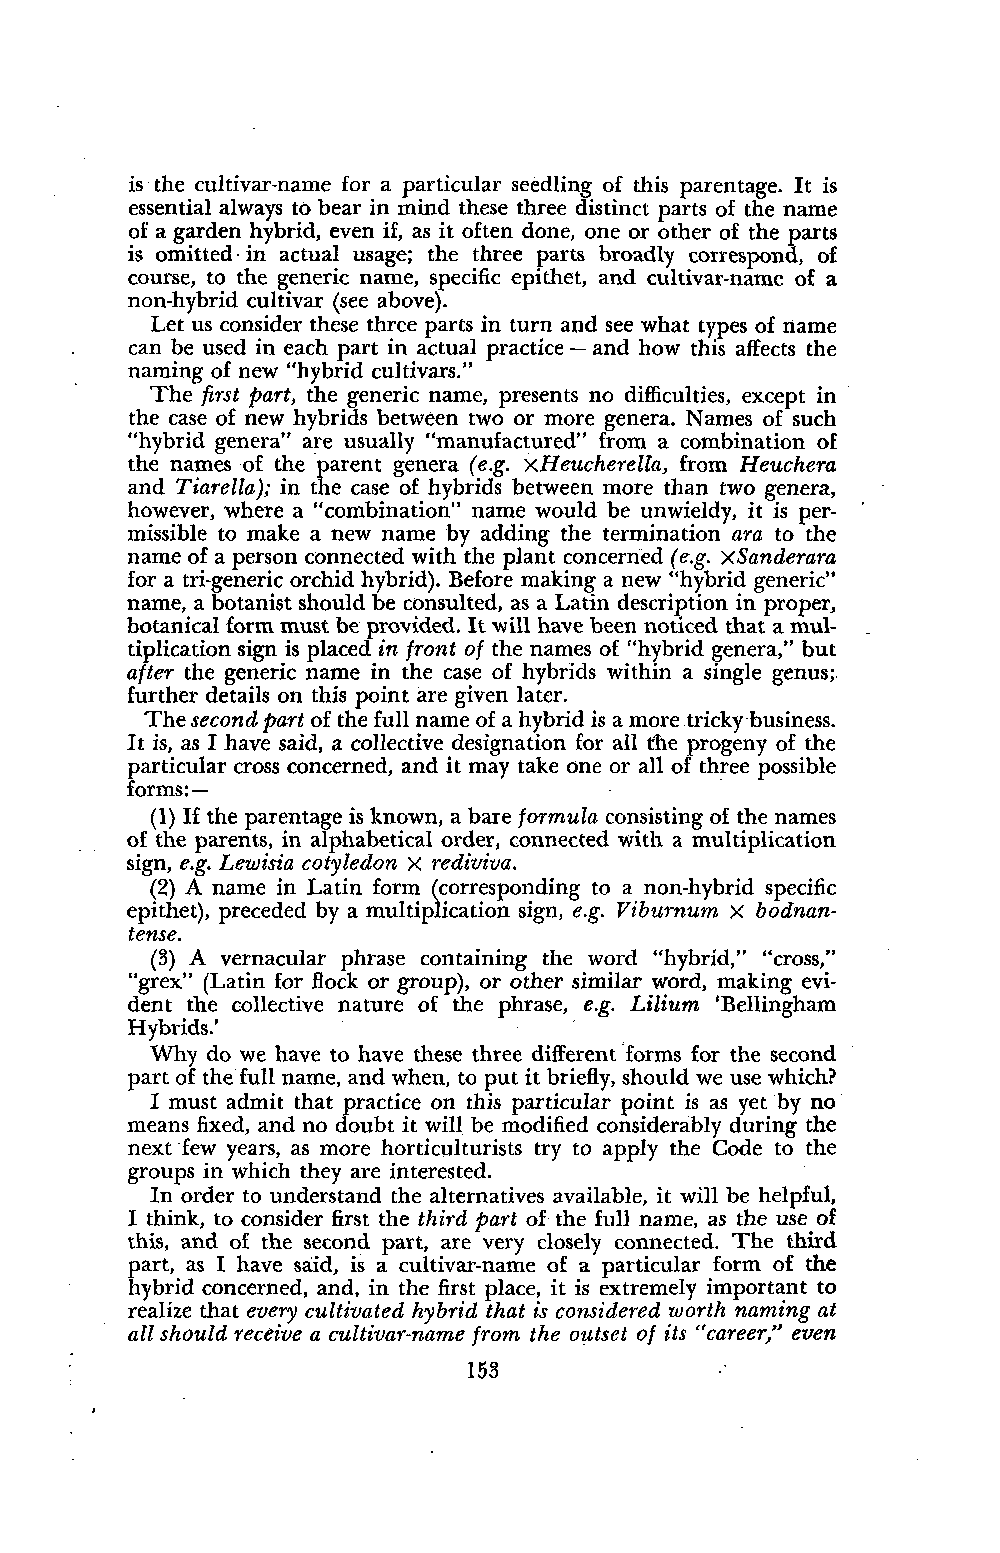 is the cultivar-name for a particular seedling of this parentage. It is
essential always to bear in mind these three distinct parts of the name
of a garden hybrid, even if, as it often done, one or other of the parts
is omitted in actual usage; the three parts broadly correspond, of
course, to the generic name, specific epithet, and cultivar-name of a
non-hybrid cultivar (see above).
Let us consider these three parts in turn and see what types of name
can be used in each part in actual practice — and how this affects the
naming of new "hybrid cultivars."
The first part, the generic name, presents no difficulties, except in
the case of new hybrids between two or more genera. Names of such
"hybrid genera" are usually "manufactured" from a combination of
the names of the parent genera (e.g. ×Heucherella, from Heuchera
and Tiarella); in the case of hybrids between more than two genera,
however, where a "combination" name would be unwieldy, it is per-
missible to make a new name by adding the termination ara to the
name of a person connected with the plant concerned (e.g. ×Sanderara
for a tri-generic orchid hybrid). Before making a new "hybrid generic"
name, a botanist should be consulted, as a Latin description in proper,
botanical form must be provided. It will have been noticed that a mul-
tiplication sign is placed in front of the names of "hybrid genera," but
after the generic name in the case of hybrids within a single genus;
further details on this point are given later.
The second part of the full name of a hybrid is a more tricky business.
It is, as I have said, a collective designation for all the progeny of the
particular cross concerned, and it may take one or all of three possible
forms:—
(1) If the parentage is known, a bare formula consisting of the names
of the parents, in alphabetical order, connected with a multiplication
sign, e.g. Lewisia cotyledon × rediviva.
(2) A name in Latin form (corresponding to a non-hybrid specific
epithet), preceded by a multiplication sign, e.g. Viburnum × bodnan-
tense.
(3) A vernacular phrase containing the word "hybrid," "cross,"
"grex" (Latin for flock or group), or other similar word, making evi-
dent the collective nature of the phrase, e.g. Lilium 'Bellingham
Hybrids.'
Why do we have to have these three different forms for the second
part of the full name, and when, to put it briefly, should we use which?
I must admit that practice on this particular point is as yet by no
means fixed, and no doubt it will be modified considerably during the
next few years, as more horticulturists try to apply the Code to the
groups in which they are interested.
In order to understand the alternatives available, it will be helpful,
I think, to consider first the third part of the full name, as the use of
this, and of the second part, are very closely connected. The third
part, as I have said, is a cultivar-name of a particular form of the
hybrid concerned, and, in the first place, it is extremely important to
realize that every cultivated hybrid that is considered worth naming at
all should receive a cultivar-name from the outset of its "career," even
153